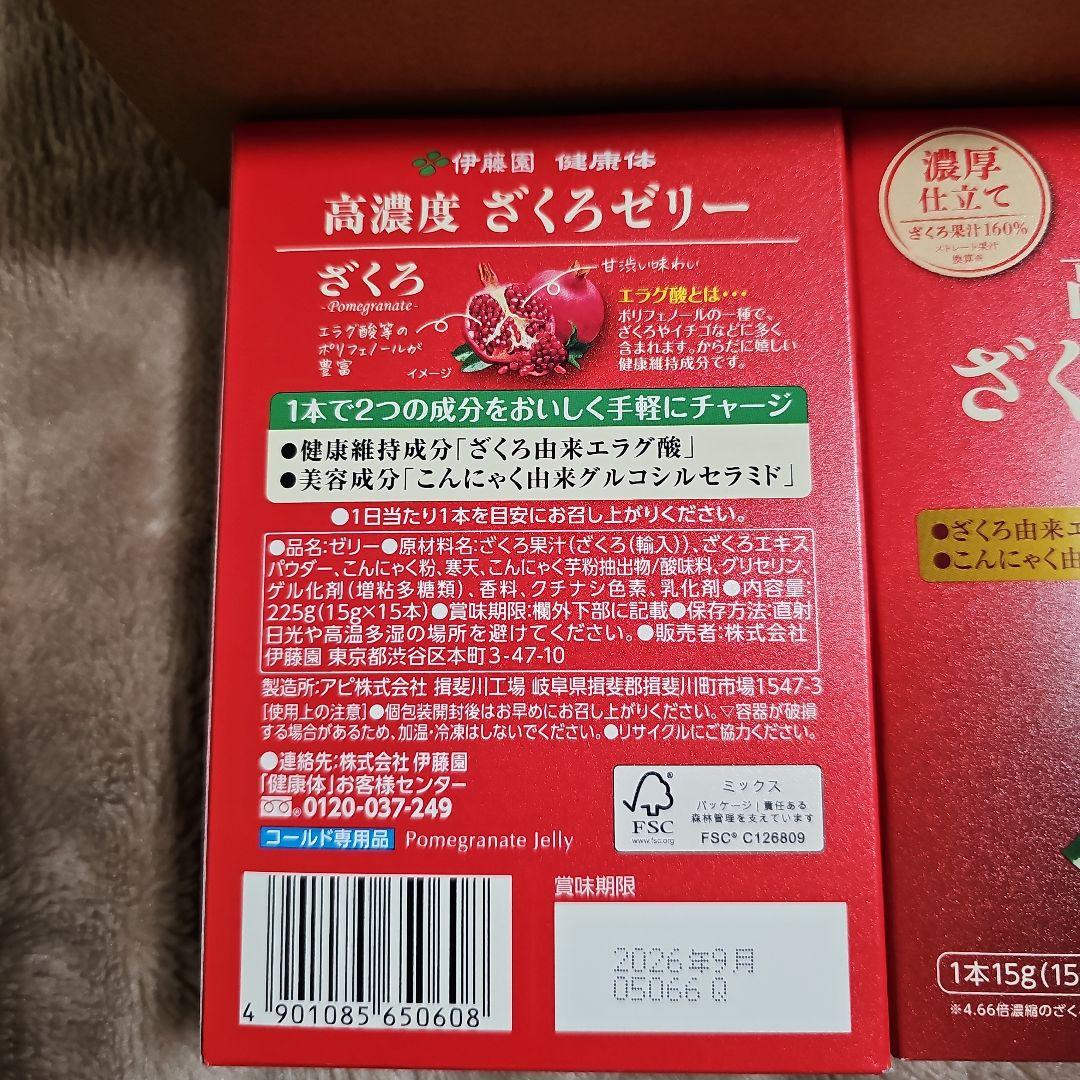 伊藤園 健康体
高濃度 ざくろゼリー
ざくろ
-Pomegranate-
甘渋い味わい
エラグ酸等の
ポリフェノールが
豊富
イメージ
エラグ酸とは・・・
ポリフェノールの一種で、
ざくろやイチゴなどに多く
含まれます。からだに嬉しい
健康維持成分です。
1本で2つの成分をおいしく手軽にチャージ
●健康維持成分「ざくろ由来エラグ酸」
●美容成分「こんにゃく由来グルコシルセラミド」
●1日当たり1本を目安にお召し上がりください。
●品名:ゼリー●原材料名:ざくろ果汁(ざくろ(輸入))、ざくろエキス
パウダー、こんにゃく粉、寒天、こんにゃく芋粉抽出物/酸味料、グリセリン、
ゲル化剤(増粘多糖類)、香料、クチナシ色素、乳化剤●内容量:
225g(15g×15本)●賞味期限:欄外下部に記載●保存方法:直射
日光や高温多湿の場所を避けてください。●販売者:株式会社
伊藤園 東京都渋谷区本町3-47-10
製造所:アピ株式会社 揖斐川工場 岐阜県揖斐郡揖斐川町市場1547-3
[使用上の注意]●個包装開封後はお早めにお召し上がりください。▽容器が破損
する場合があるため、加温・冷凍はしないでください。●リサイクルにご協力ください。
●連絡先:株式会社 伊藤園
「健康体」お客様センター
0120-037-249
コールド専用品 Pomegranate Jelly
FSC
www.fsc.org
ミックス
パッケージ|責任ある
森林管理を支えています
FSC® C126809
4 901085 650608
賞味期限
2026年9月
05066 Q
濃厚
仕立て
ざくろ果汁160%
ストレート果汁
換算※
ざく
●ざくろ由来エ
●こんにゃく由
1本15g(15
※4.66倍濃縮のざく